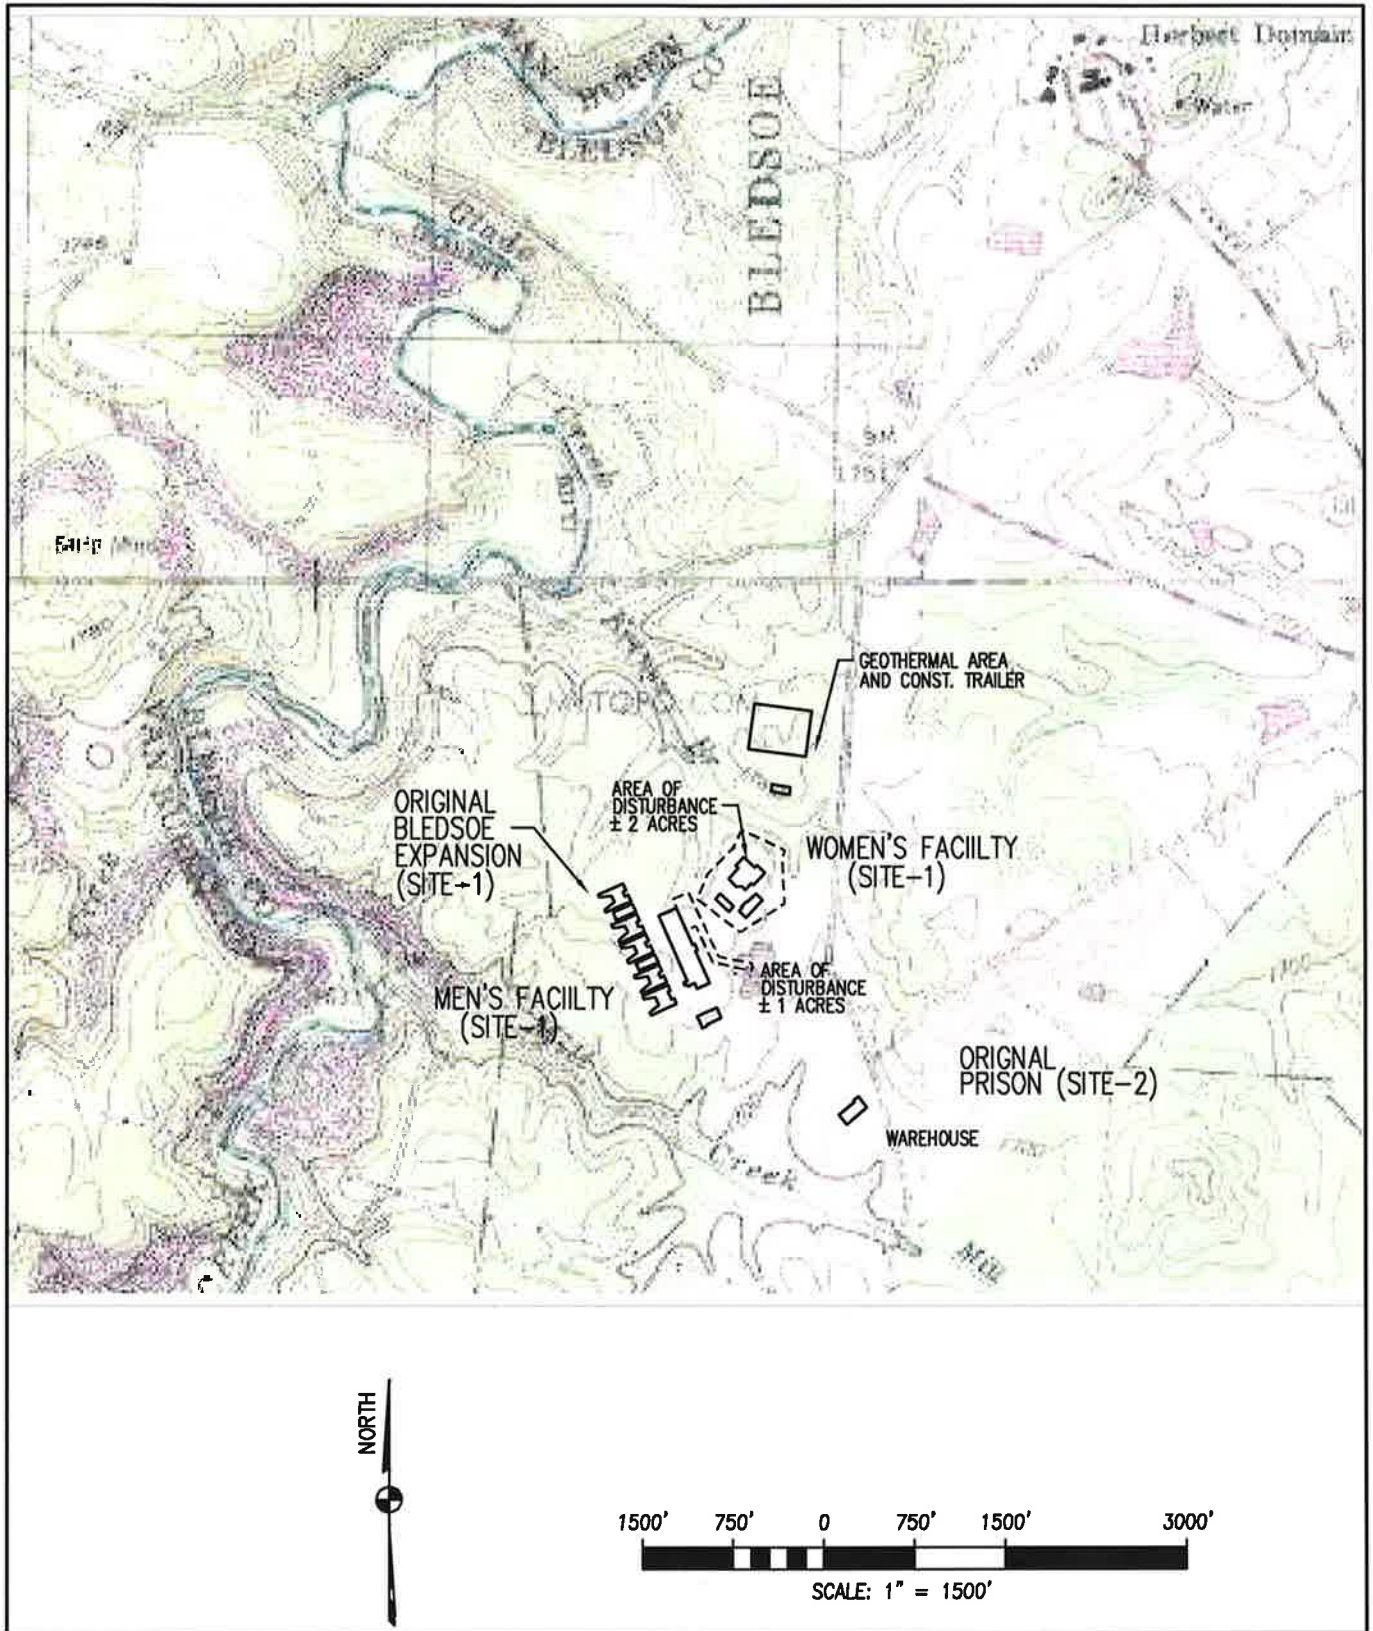 Herbert Domain
Water
BLEDSOE CO
BLEDSOE
Creek
GEOTHERMAL AREA
AND CONST. TRAILER
ORIGINAL
BLEDSOE
EXPANSION
(SITE-1)
AREA OF
DISTURBANCE
± 2 ACRES
WOMEN'S FACIILTY
(SITE-1)
MEN'S FACIILTY
(SITE-1)
AREA OF
DISTURBANCE
± 1 ACRES
ORIGNAL
PRISON (SITE-2)
WAREHOUSE
Creek
NORTH
1500' 750' 0 750' 1500' 3000'
SCALE: 1" = 1500'